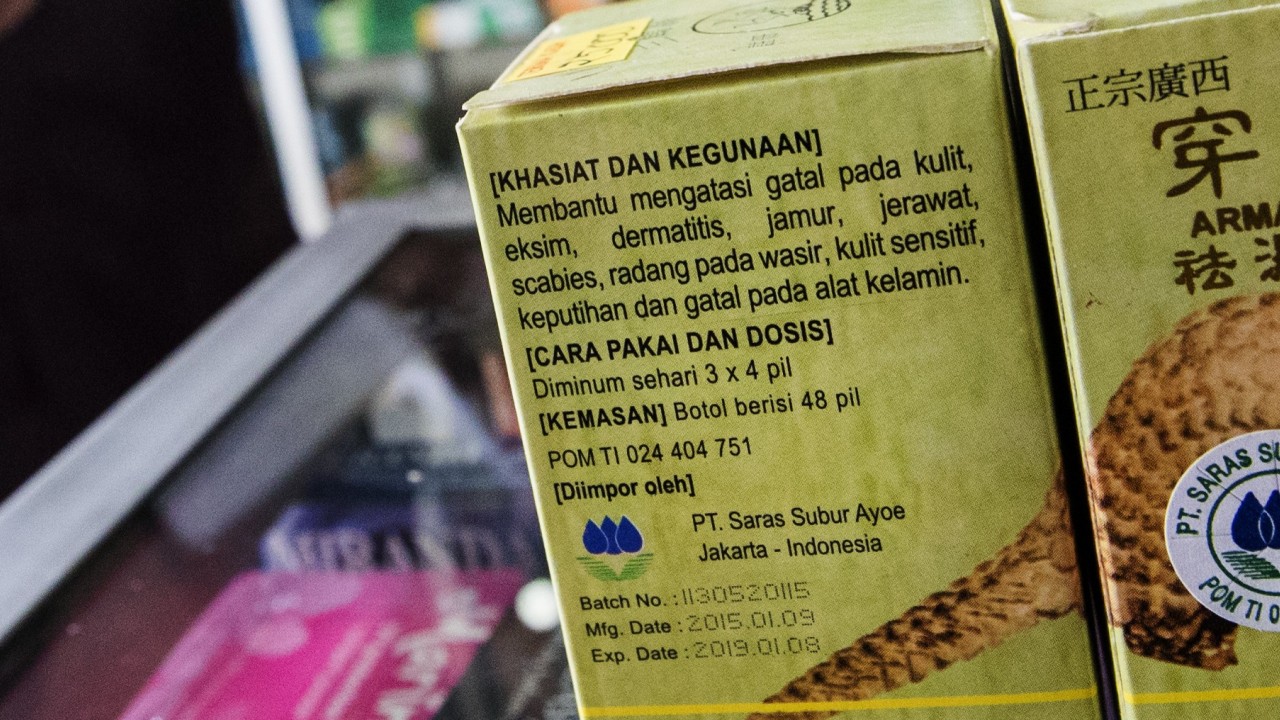 [KHASIAT DAN KEGUNAAN]
Membantu mengatasi gatal pada kulit,
eksim, dermatitis, jamur, jerawat,
scabies, radang pada wasir, kulit sensitif,
keputihan dan gatal pada alat kelamin.
[CARA PAKAI DAN DOSIS]
Diminum sehari 3 x 4 pil
[KEMASAN] Botol berisi 48 pil
POM TI 024 404 751
[Diimpor oleh]
PT. Saras Subur Ayoe
Jakarta - Indonesia
Batch No. : 1130520115
Mfg. Date : 2015.01.09
Exp. Date : 2019.01.08
正宗廣西
穿
ARMA
祛
PT. SARAS SU
POM TI 0